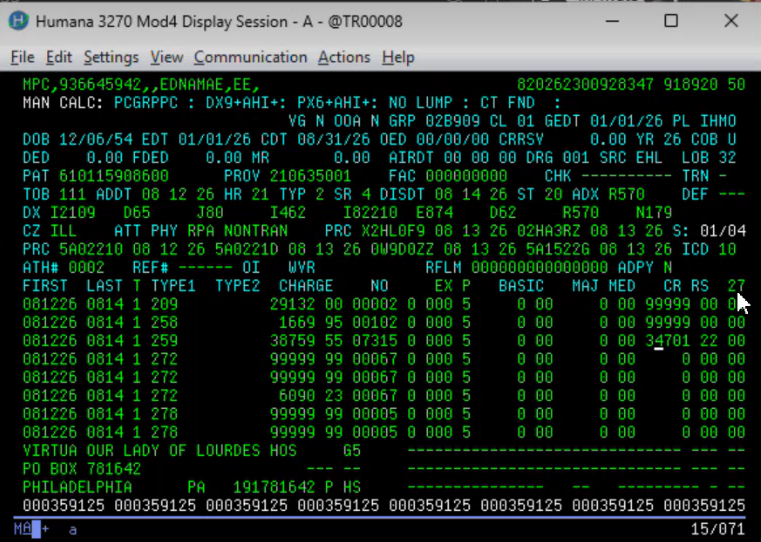 Humana 3270 Mod4 Display Session - A - @TR00008
File Edit Settings View Communication Actions Help
MPC,936645942,,EDNAMAE,EE, 820262300928347 918920 50
MAN CALC: PCGRPPC : DX9+AHI+: PX6+AHI+: NO LUMP : CT FND :
VG N OOA N GRP 02B909 CL 01 GEDT 01/01/26 PL IHMO
DOB 12/06/54 EDT 01/01/26 CDT 08/31/26 OED 00/00/00 CRRSV 0.00 YR 26 COB U
DED 0.00 FDED 0.00 MR 0.00 AIRDT 00 00 00 DRG 001 SRC EHL LOB 32
PAT 610115908600 PROV 210635001 FAC 000000000 CHK ---------- TRN -
TOB 111 ADDT 08 12 26 HR 21 TYP 2 SR 4 DISDT 08 14 26 ST 20 ADX R570 DEF ---
DX I2109 D65 J80 I462 I82210 E874 D62 R570 N179
CZ ILL ATT PHY RPA NONTRAN PRC X2HL0F9 08 13 26 02HA3RZ 08 13 26 S: 01/04
PRC 5A02210 08 12 26 5A0221D 08 13 26 0W9D0ZZ 08 13 26 5A1522G 08 13 26 ICD 10
ATH# 0002 REF# ------ OI WVR RFLM 00000000000000 ADPY N
FIRST LAST T TYPE1 TYPE2 CHARGE NO EX P BASIC MAJ MED CR RS 27
081226 0814 1 209 29132 00 00002 0 000 5 0 00 0 00 99999 00 00
081226 0814 1 258 1669 95 00102 0 000 5 0 00 0 00 99999 00 00
081226 0814 1 259 38759 55 07315 0 000 5 0 00 0 00 34701 22 00
081226 0814 1 272 99999 99 00067 0 000 5 0 00 0 00 0 00 00
081226 0814 1 272 99999 99 00067 0 000 5 0 00 0 00 0 00 00
081226 0814 1 272 6090 23 00067 0 000 5 0 00 0 00 0 00 00
081226 0814 1 278 99999 99 00005 0 000 5 0 00 0 00 0 00 00
081226 0814 1 278 99999 99 00005 0 000 5 0 00 0 00 0 00 00
VIRTUA OUR LADY OF LOURDES HOS G5 ------------------------------ --- --
PO BOX 781642 --- -- ------------------------------ --- --
PHILADELPHIA PA 191781642 P HS --------------- -- --------- --- --
000359125 000359125 000359125 000359125 000359125 000359125 000359125 000359125
MA + a 15/071